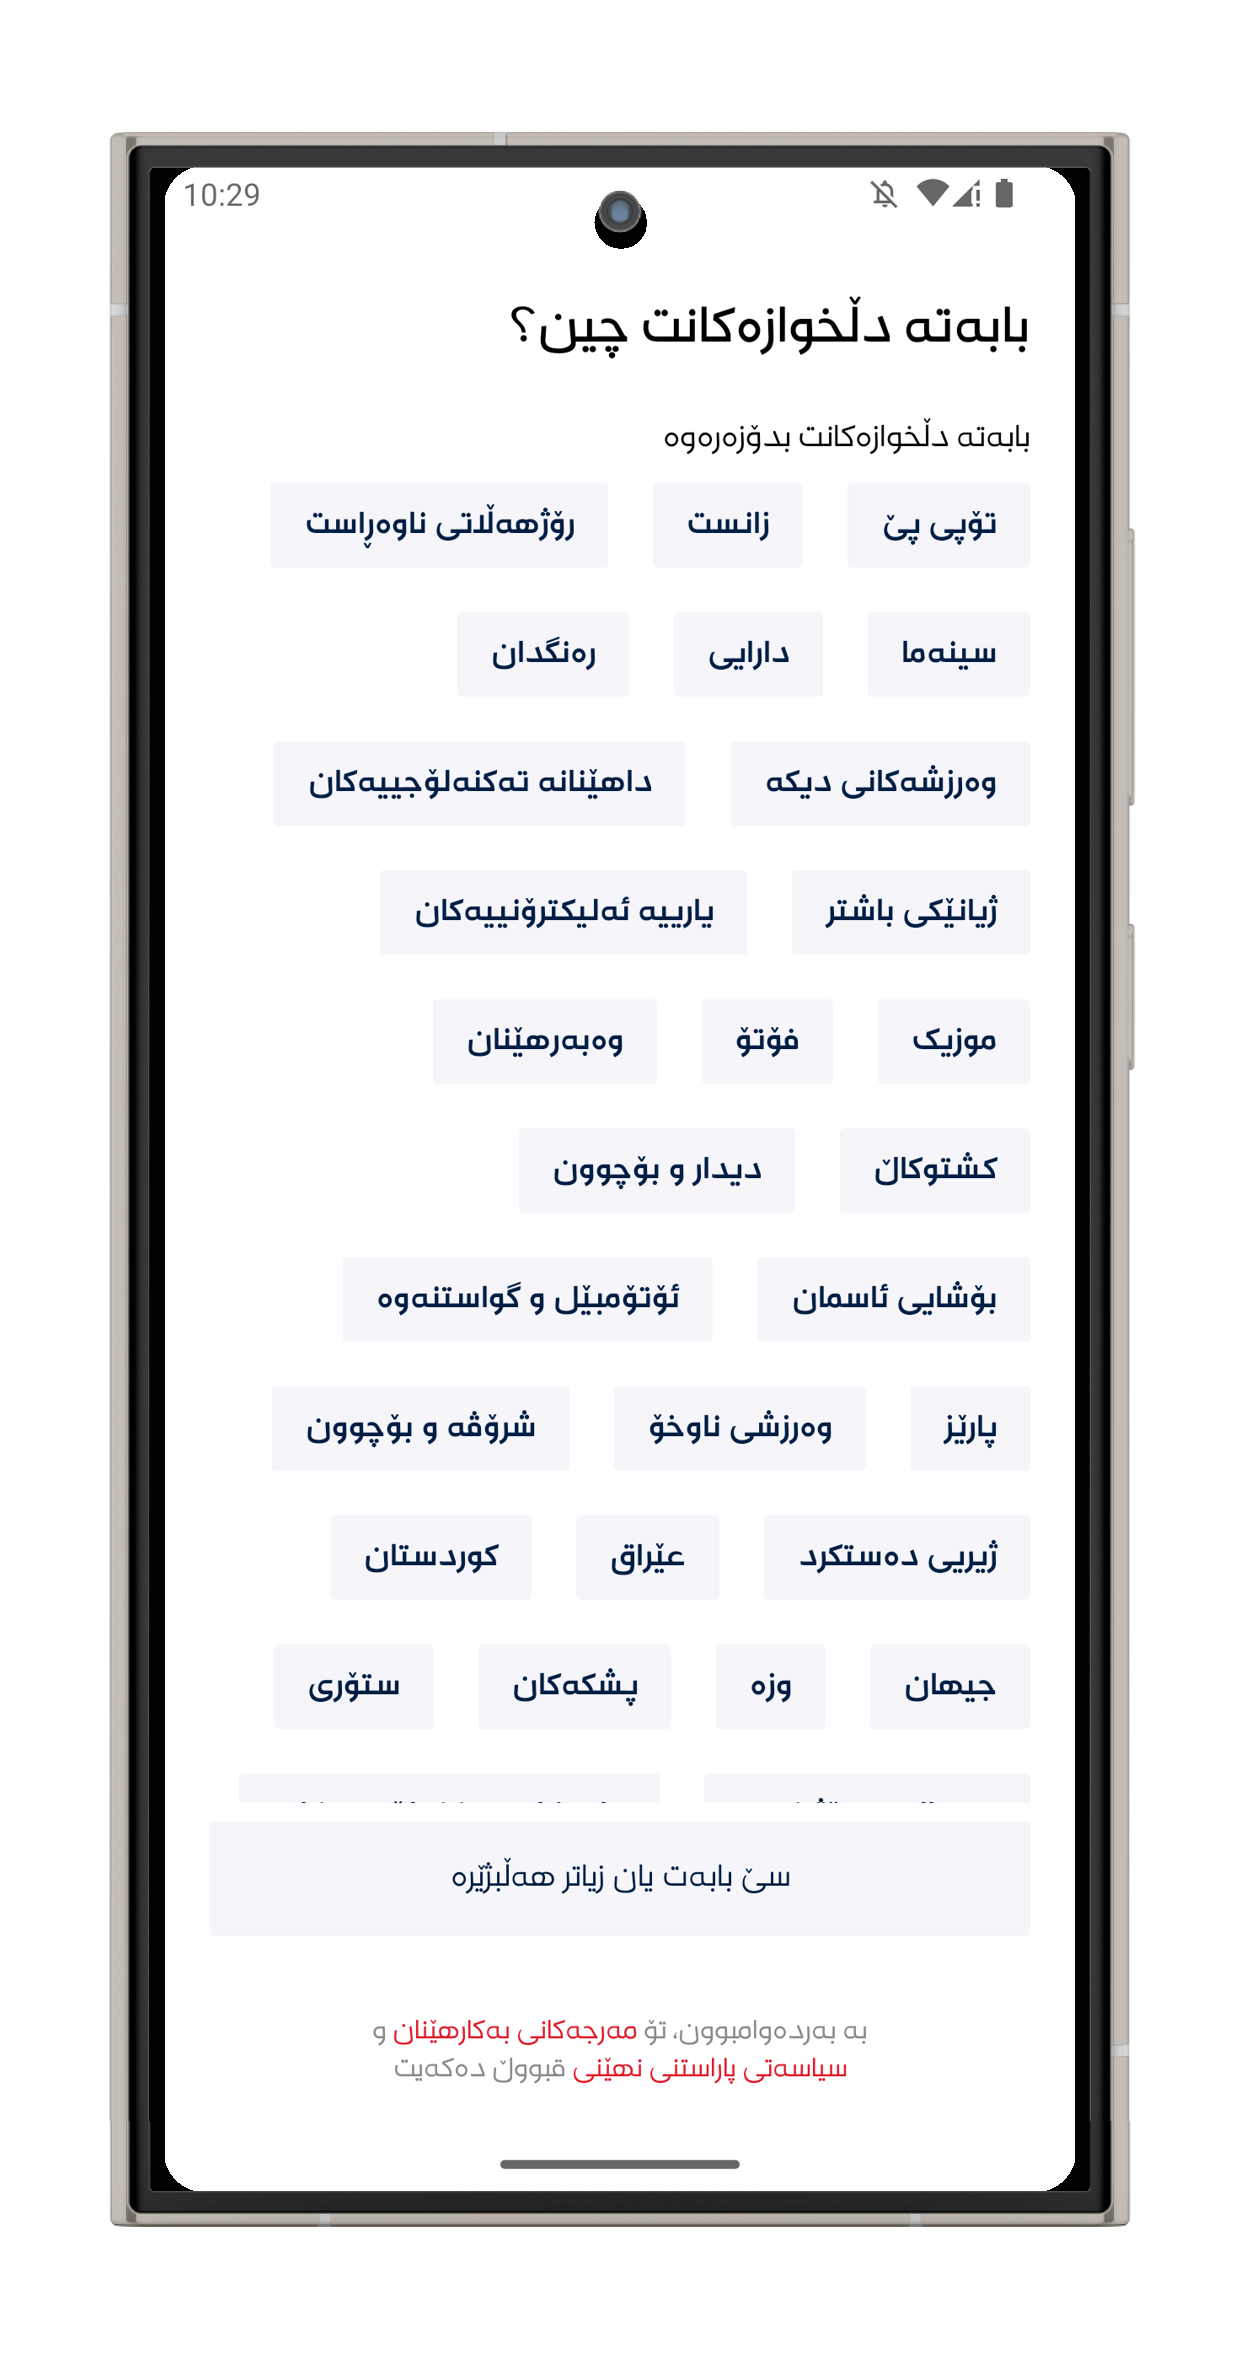 10:29
بابەتە دڵخوازەکانت چین؟
بابەتە دڵخوازەکانت بدۆزەرەوە
تۆپی پێ زانست رۆژهەڵاتی ناوەڕاست
سینەما دارایی رەنگدان
وەرزشەکانی دیکە داهێنانە تەکنەلۆجییەکان
ژیانێکی باشتر یارییە ئەلیکترۆنییەکان
موزیک فۆتۆ وەبەرهێنان
کشتوکاڵ دیدار و بۆچوون
بۆشایی ئاسمان ئۆتۆمبێل و گواستنەوە
پارێز وەرزشی ناوخۆ شرۆڤە و بۆچوون
ژیریی دەستکرد عێراق کوردستان
جیهان وزە پشکەکان ستۆری
سێ بابەت یان زیاتر هەڵبژێرە
بە بەردەوامبوون، تۆ مەرجەکانی بەکارهێنان و
سیاسەتی پاراستنی نهێنی قبووڵ دەکەیت